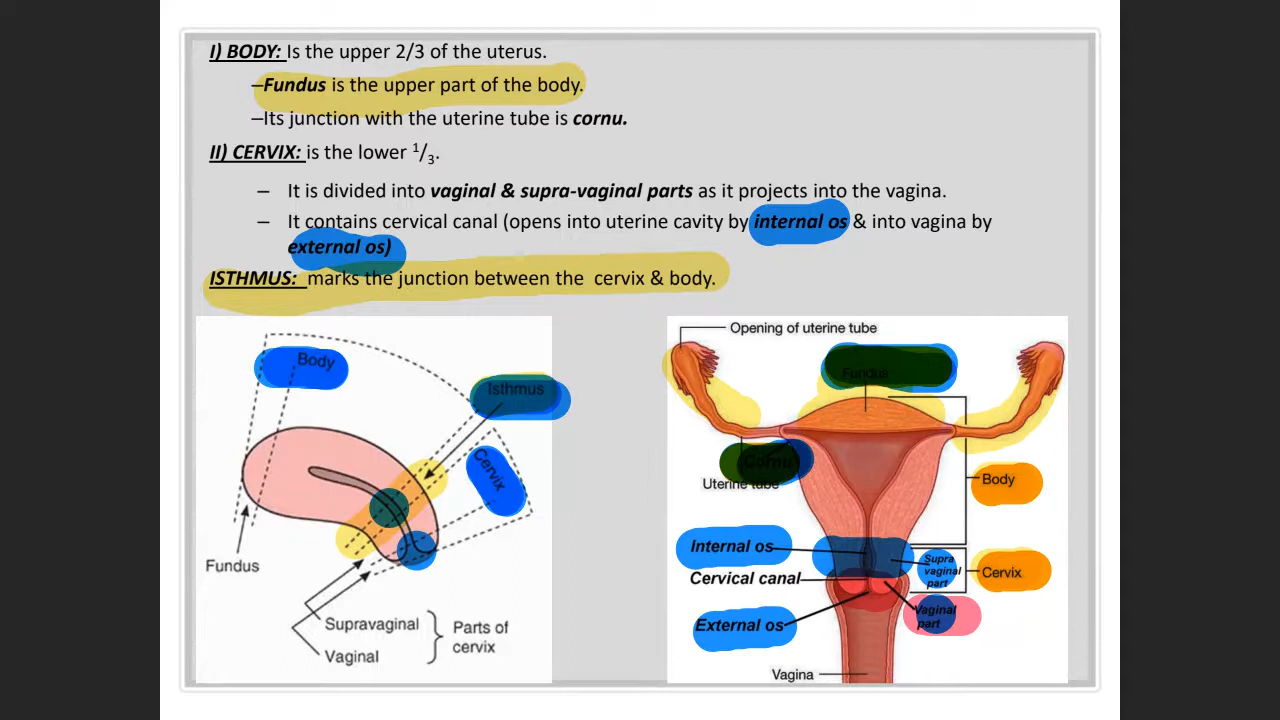 I) BODY: Is the upper 2/3 of the uterus.
–Fundus is the upper part of the body.
–Its junction with the uterine tube is cornu.
II) CERVIX: is the lower 1/3.
– It is divided into vaginal & supra-vaginal parts as it projects into the vagina.
– It contains cervical canal (opens into uterine cavity by internal os & into vagina by
external os)
ISTHMUS: marks the junction between the cervix & body.
Body
Isthmus
Cervix
Fundus
Supravaginal
Vaginal
Parts of
cervix
Opening of uterine tube
Fundus
Cornu
Uterine tube
Body
Internal os
Cervical canal
External os
Supra
vaginal
part
Cervix
Vaginal
part
Vagina